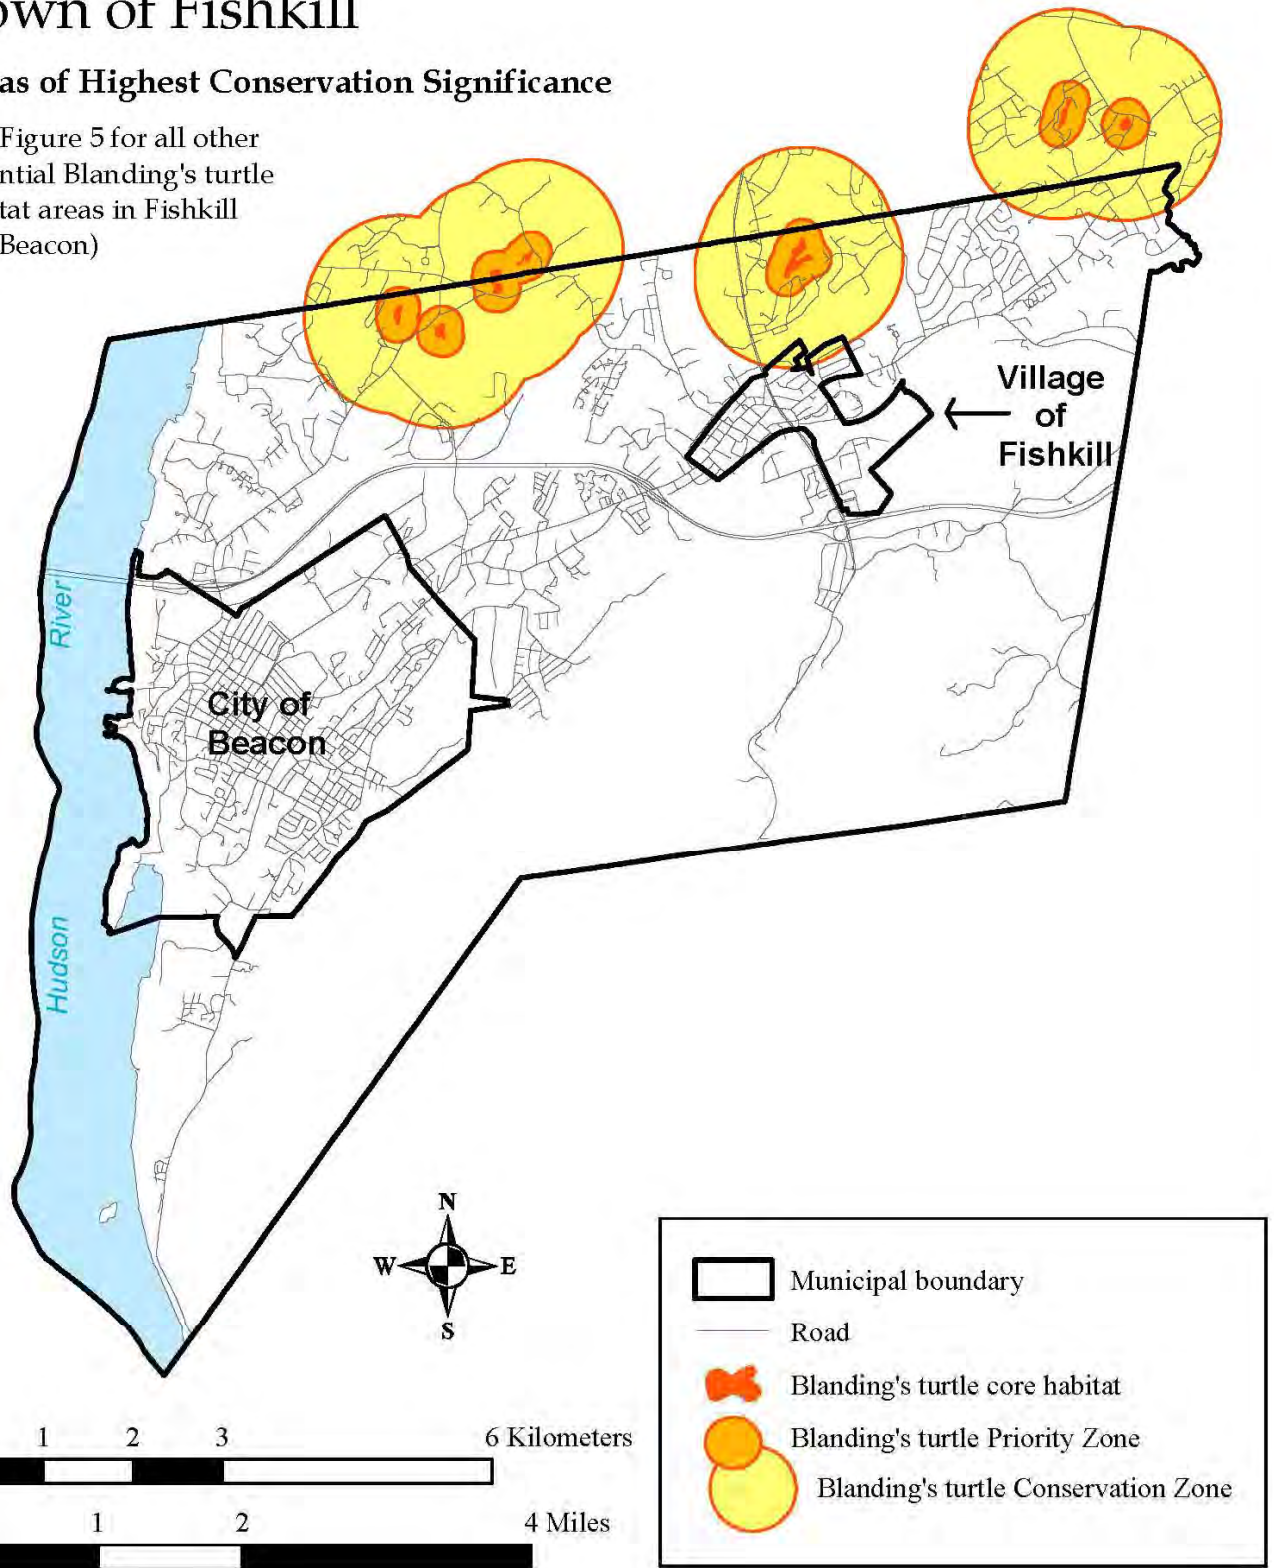 own of Fishkill
as of Highest Conservation Significance
Figure 5 for all other
ntial Blanding's turtle
tat areas in Fishkill
Beacon)
Village
of
Fishkill
River
City of
Beacon
Hudson
N
W E
S
Municipal boundary
Road
Blanding's turtle core habitat
Blanding's turtle Priority Zone
Blanding's turtle Conservation Zone
1 2 3 6 Kilometers
1 2 4 Miles